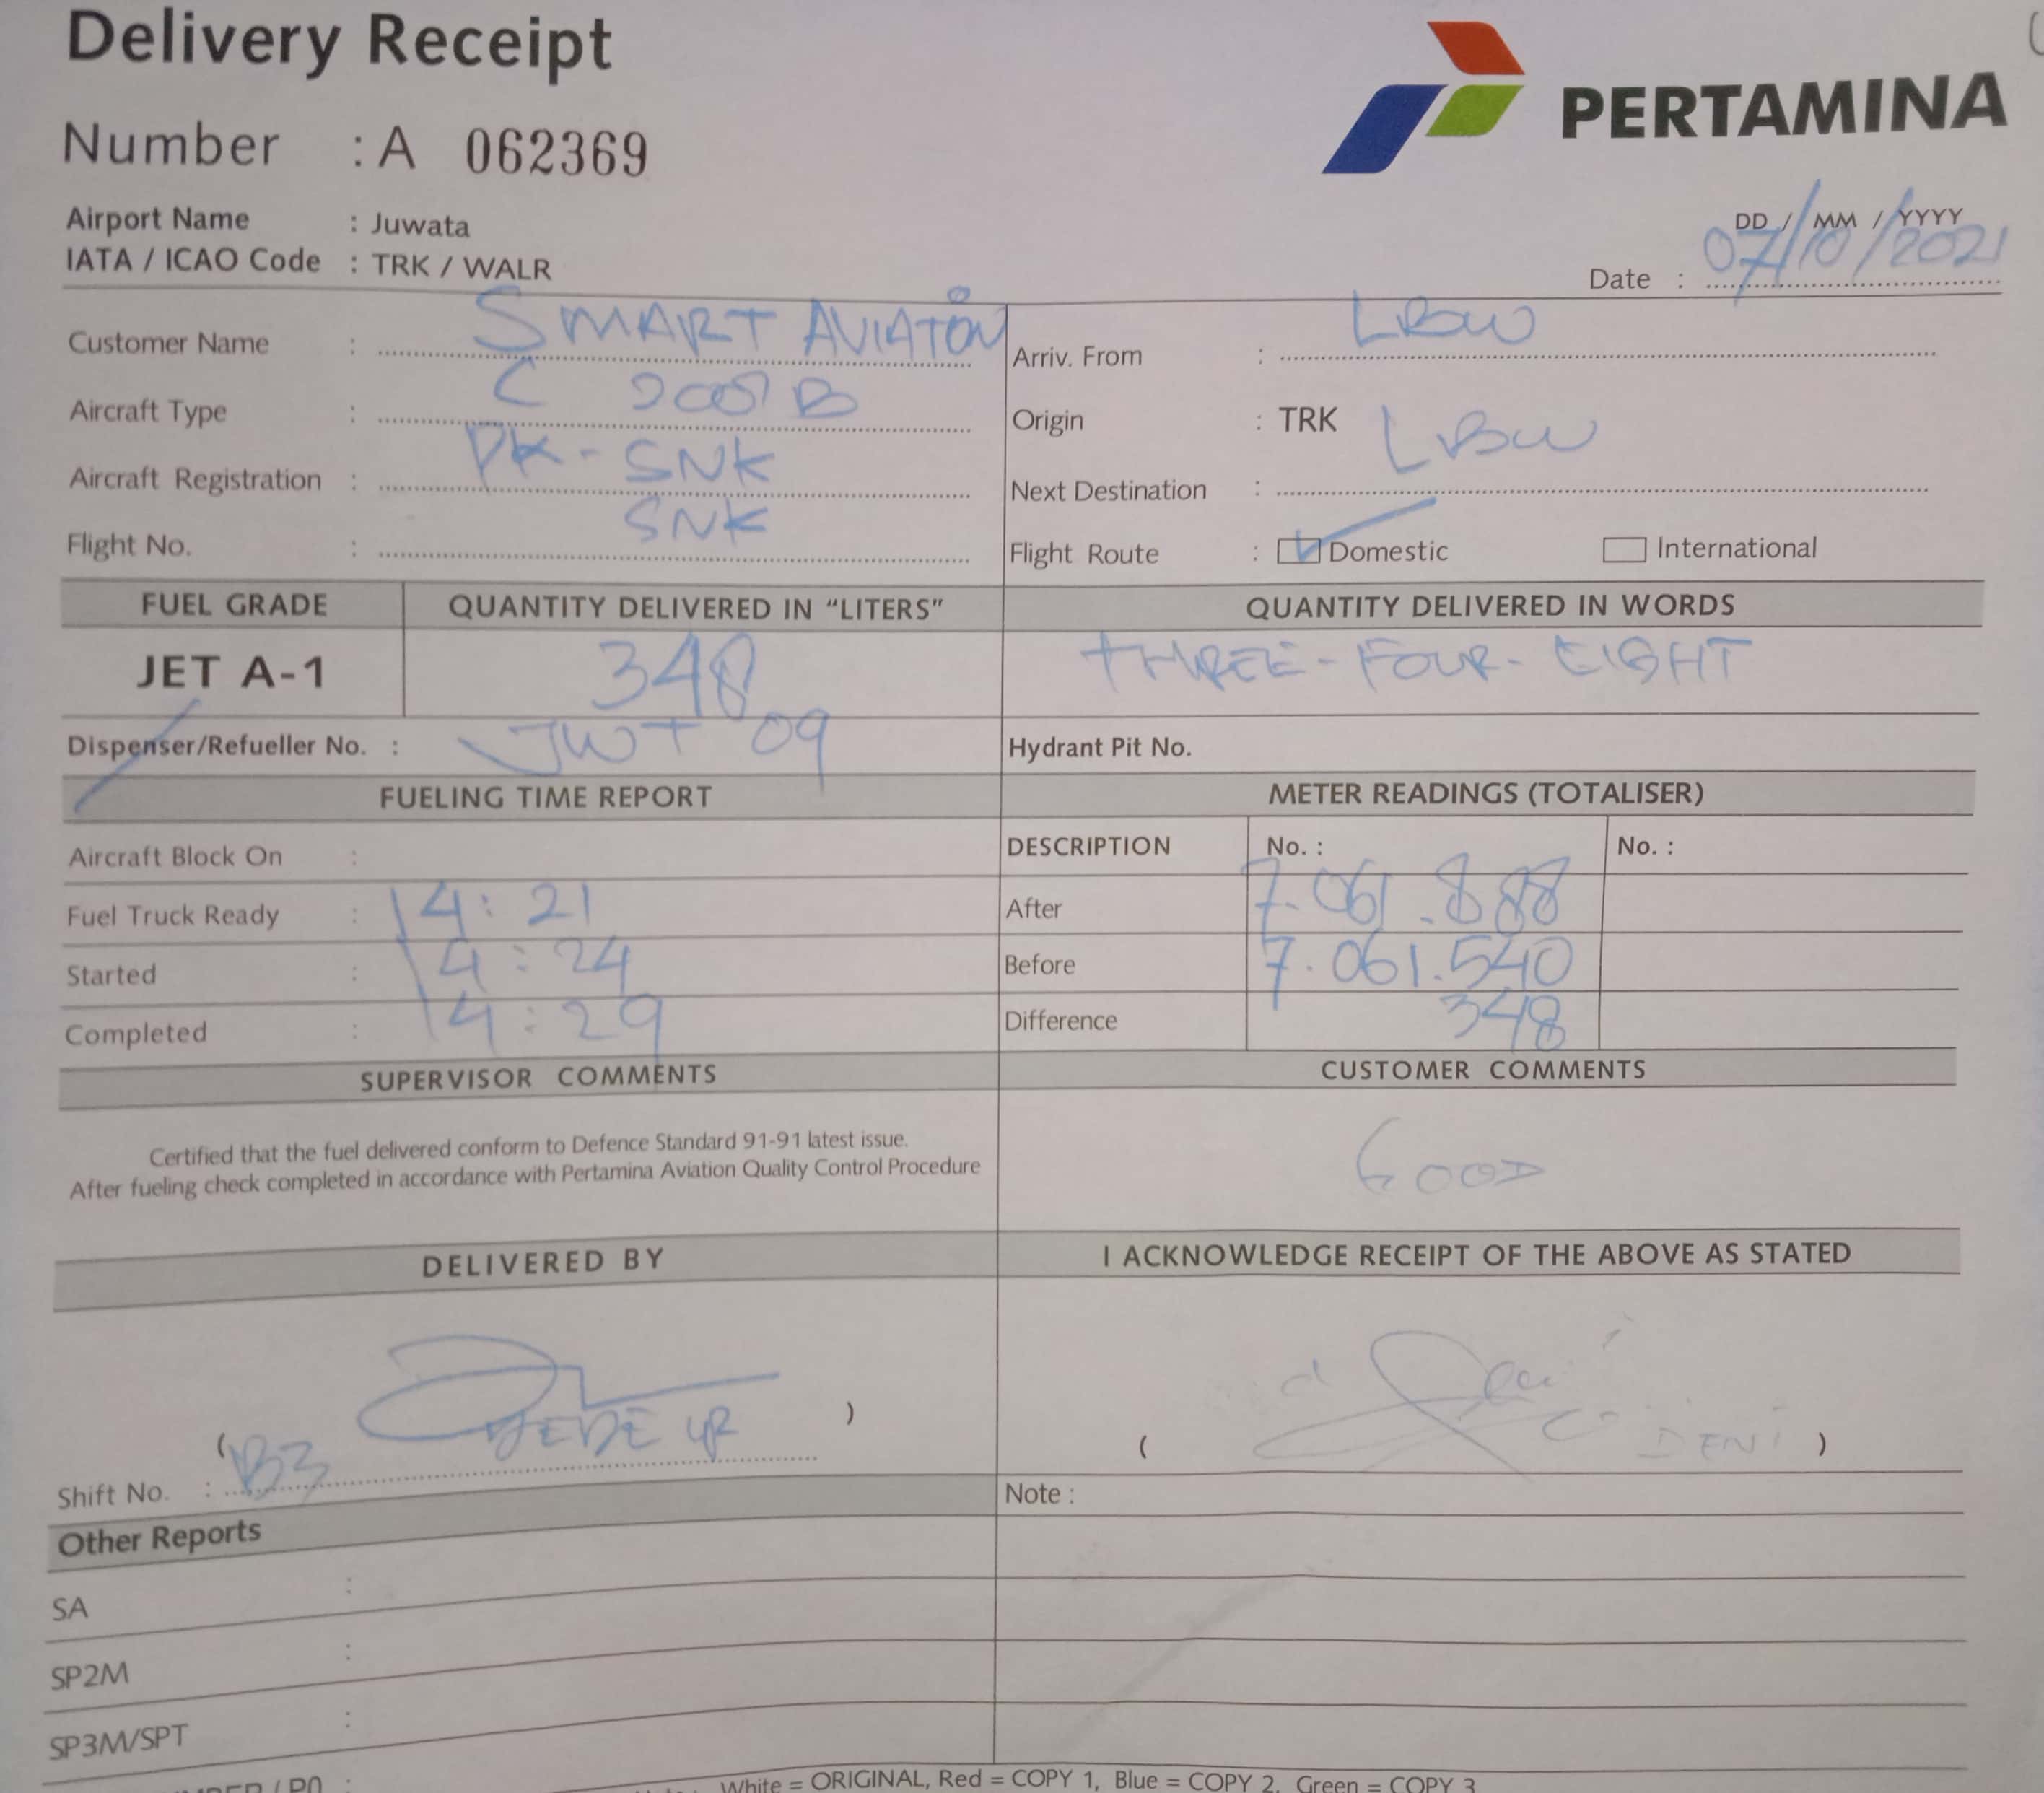 Delivery Receipt
PERTAMINA
Number : A 062369
Airport Name : Juwata
IATA / ICAO Code : TRK / WALR
DD / MM / YYYY
Date : 07/10/2021
Customer Name : SMART AVIATION
Arriv. From : LBW
Aircraft Type : C 208 B
Origin : TRK
Aircraft Registration : PK-SNK
Next Destination : LBW
Flight No. : SNK
Flight Route : Domestic International
FUEL GRADE QUANTITY DELIVERED IN "LITERS" QUANTITY DELIVERED IN WORDS
JET A-1 348 THREE-FOUR-EIGHT
Dispenser/Refueller No. : JWT 09 Hydrant Pit No.
FUELING TIME REPORT METER READINGS (TOTALISER)
Aircraft Block On : DESCRIPTION No. : No. :
Fuel Truck Ready : 14:21 After 7.061.888
Started : 14:24 Before 7.061.540
Completed : 14:29 Difference 348
SUPERVISOR COMMENTS CUSTOMER COMMENTS
Certified that the fuel delivered conform to Defence Standard 91-91 latest issue.
After fueling check completed in accordance with Pertamina Aviation Quality Control Procedure
GOOD
DELIVERED BY I ACKNOWLEDGE RECEIPT OF THE ABOVE AS STATED
( )
( DENI )
Shift No. : B3
Note :
Other Reports
SA :
SP2M :
SP3M/SPT :
White = ORIGINAL, Red = COPY 1, Blue = COPY 2, Green = COPY 3